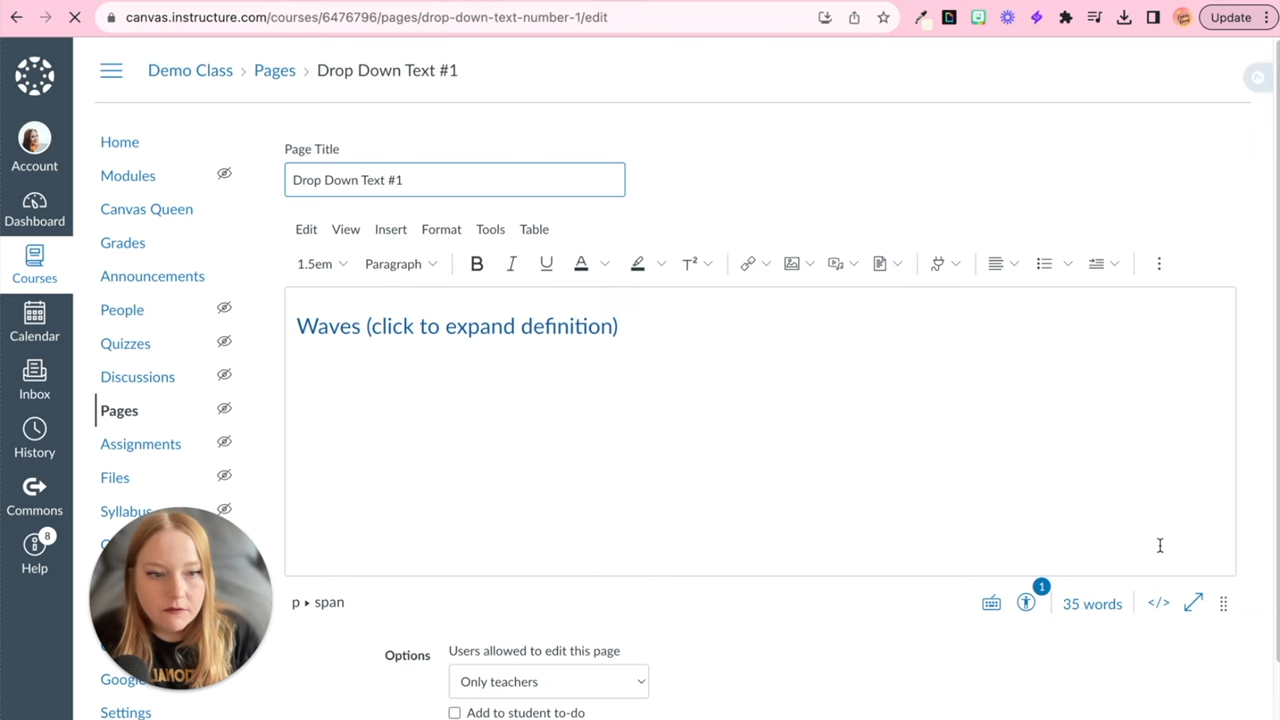 canvas.instructure.com/courses/6476796/pages/drop-down-text-number-1/edit
Update
Demo Class > Pages > Drop Down Text #1
Account
Dashboard
Courses
Calendar
Inbox
History
Commons
8
Help
Home
Modules
Canvas Queen
Grades
Announcements
People
Quizzes
Discussions
Pages
Assignments
Files
Syllabus
Settings
Page Title
Drop Down Text #1
Edit View Insert Format Tools Table
1.5em Paragraph B I U A T²
Waves (click to expand definition)
p ▸ span
1
35 words </>
Options
Users allowed to edit this page
Only teachers
Add to student to-do